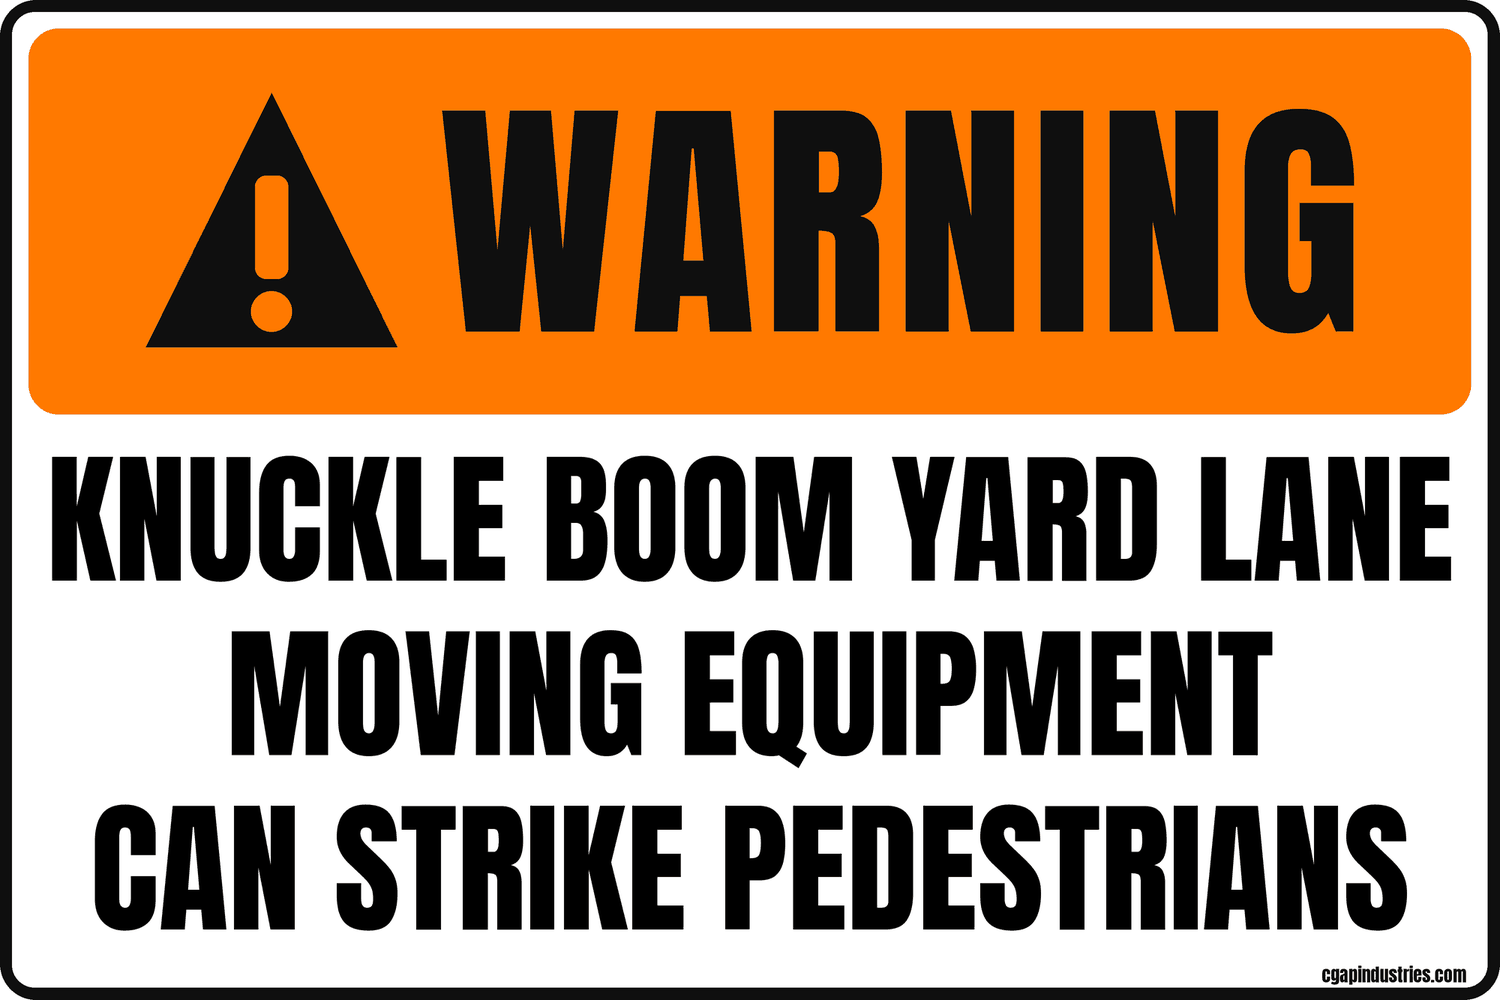 WARNING
KNUCKLE BOOM YARD LANE
MOVING EQUIPMENT
CAN STRIKE PEDESTRIANS
cgapindustries.com